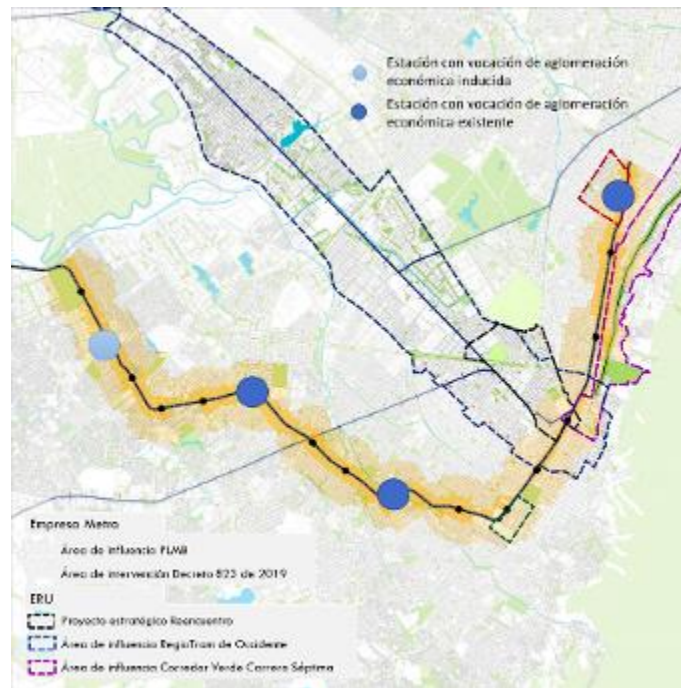 Estación con vocación de aglomeración
económica inducida
Estación con vocación de aglomeración
económica existente
Empresa Metro
Área de influencia PLMB
Área de intervención Decreto 823 de 2019
ERU
Proyecto estratégico Reencuentro
Área de influencia RegioTram de Occidente
Área de influencia Corredor Verde Carrera Séptima